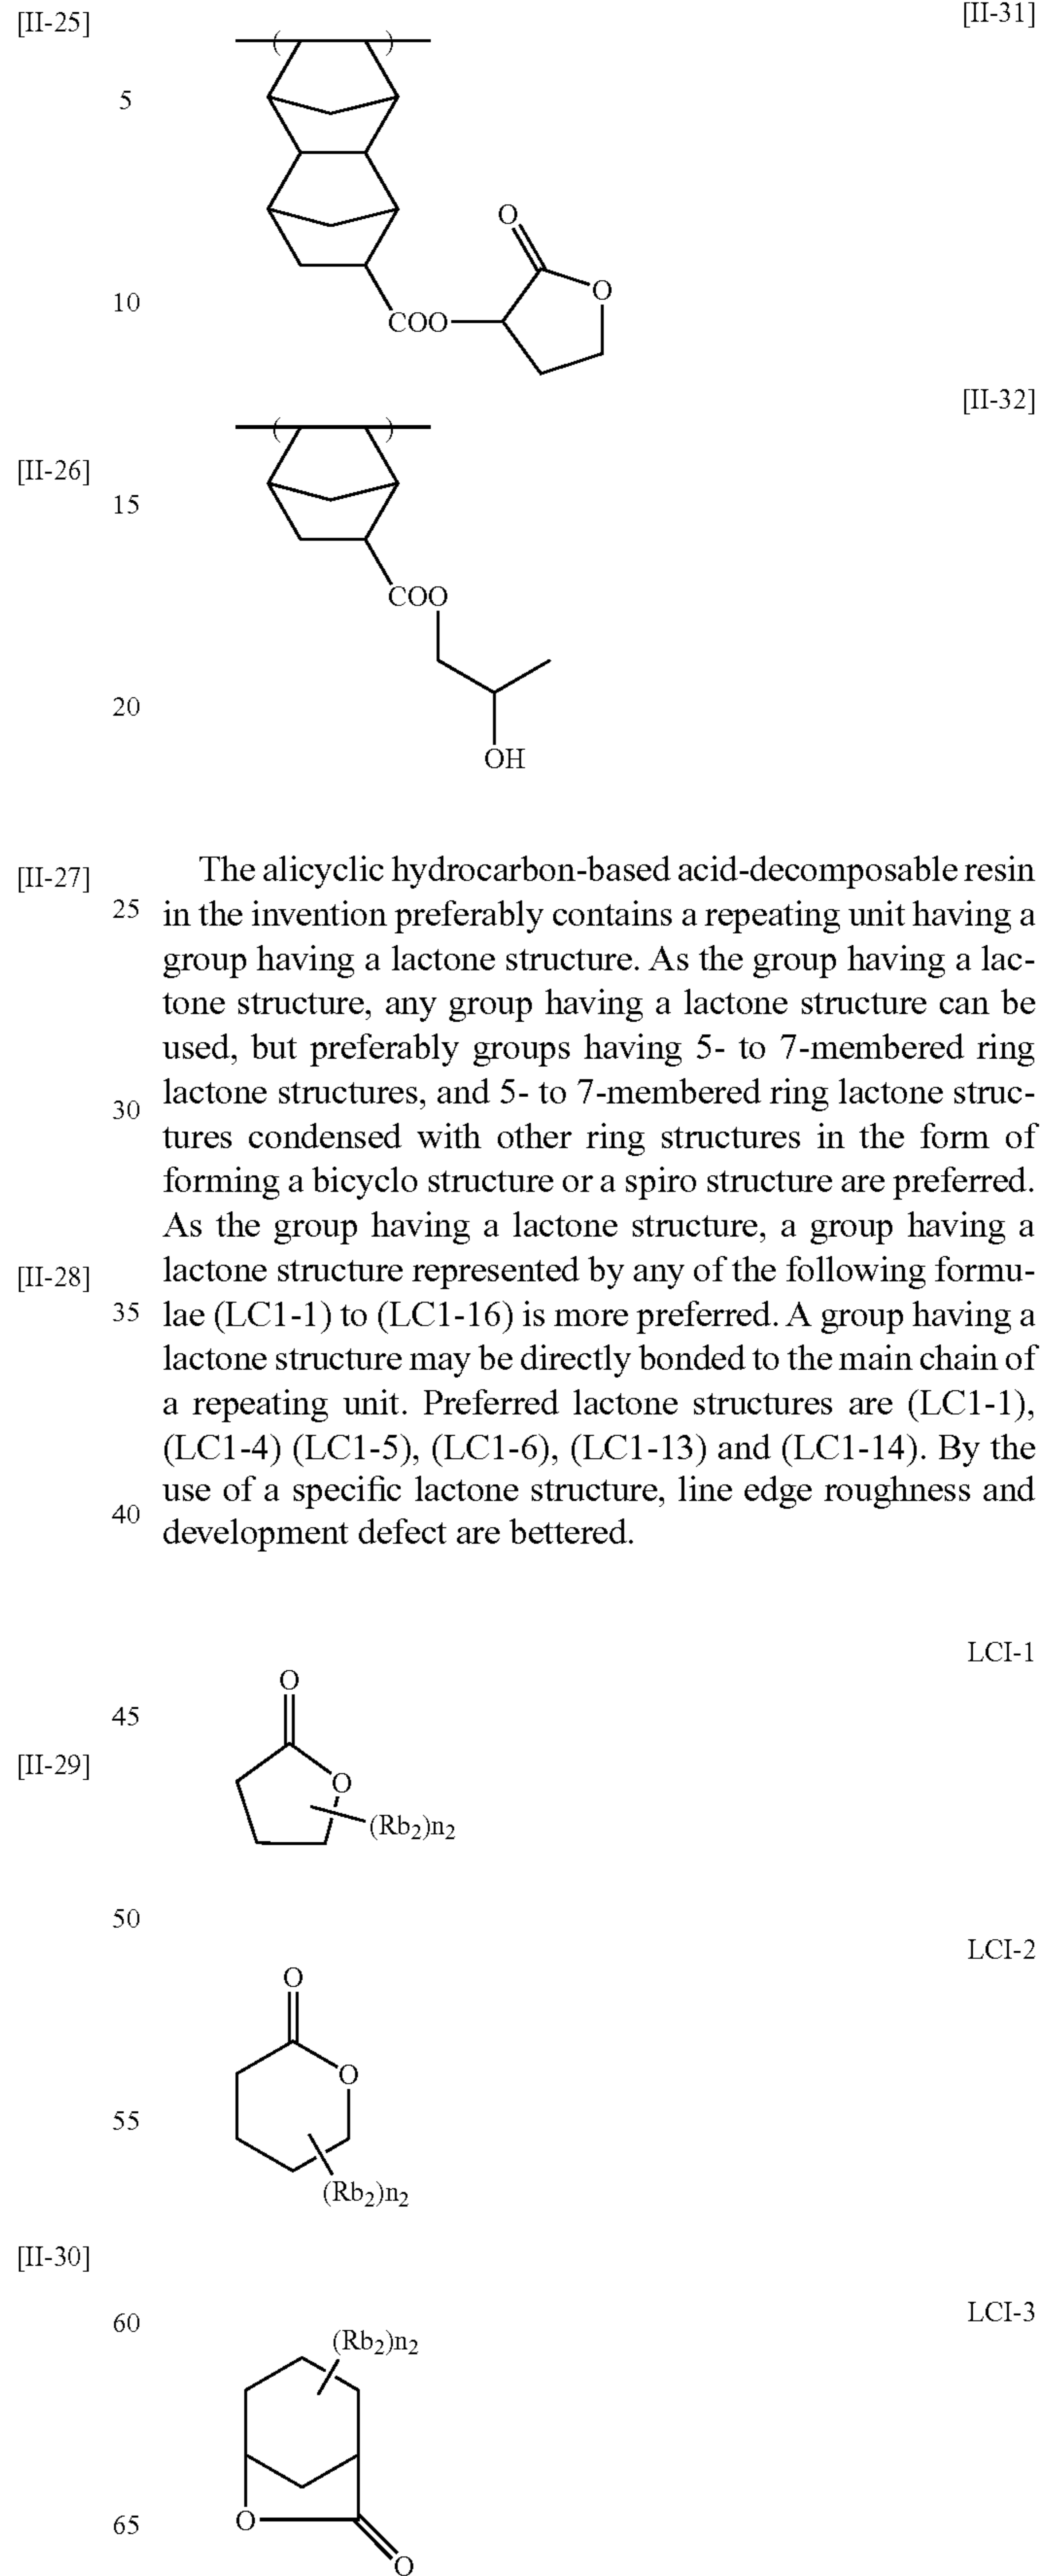 [II-25]
[II-31]
5
O
O
10
COO
[II-32]
[II-26]
15
COO
20
OH
[II-27]
The alicyclic hydrocarbon-based acid-decomposable resin
25
in the invention preferably contains a repeating unit having a
group having a lactone structure. As the group having a lac-
tone structure, any group having a lactone structure can be
used, but preferably groups having 5- to 7-membered ring
lactone structures, and 5- to 7-membered ring lactone struc-
30
tures condensed with other ring structures in the form of
forming a bicyclo structure or a spiro structure are preferred.
As the group having a lactone structure, a group having a
[II-28]
lactone structure represented by any of the following formu-
35
lae (LC1-1) to (LC1-16) is more preferred. A group having a
lactone structure may be directly bonded to the main chain of
a repeating unit. Preferred lactone structures are (LC1-1),
(LC1-4) (LC1-5), (LC1-6), (LC1-13) and (LC1-14). By the
use of a specific lactone structure, line edge roughness and
40
development defect are bettered.
LCI-1
O
45
[II-29]
O
(Rb₂)n₂
50
LCI-2
O
O
55
(Rb₂)n₂
[II-30]
LCI-3
60
(Rb₂)n₂
65
O
O